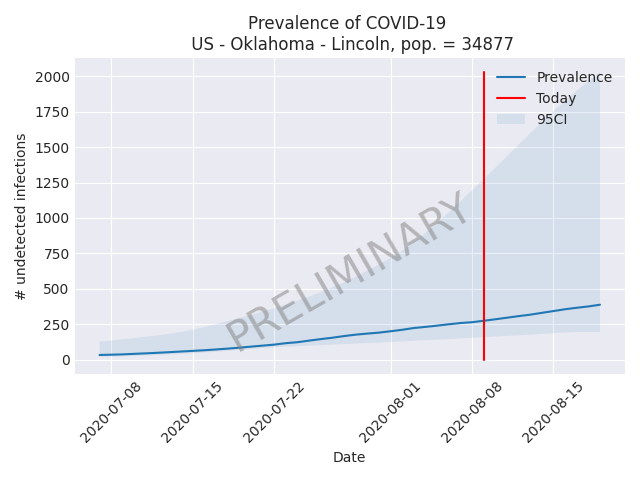 Prevalence of COVID-19
US - Oklahoma - Lincoln, pop. = 34877
2000
1750
1500
1250
1000
750
500
250
0
# undetected infections
Prevalence
Today
95CI
PRELIMINARY
2020-07-08
2020-07-15
2020-07-22
2020-08-01
2020-08-08
2020-08-15
Date